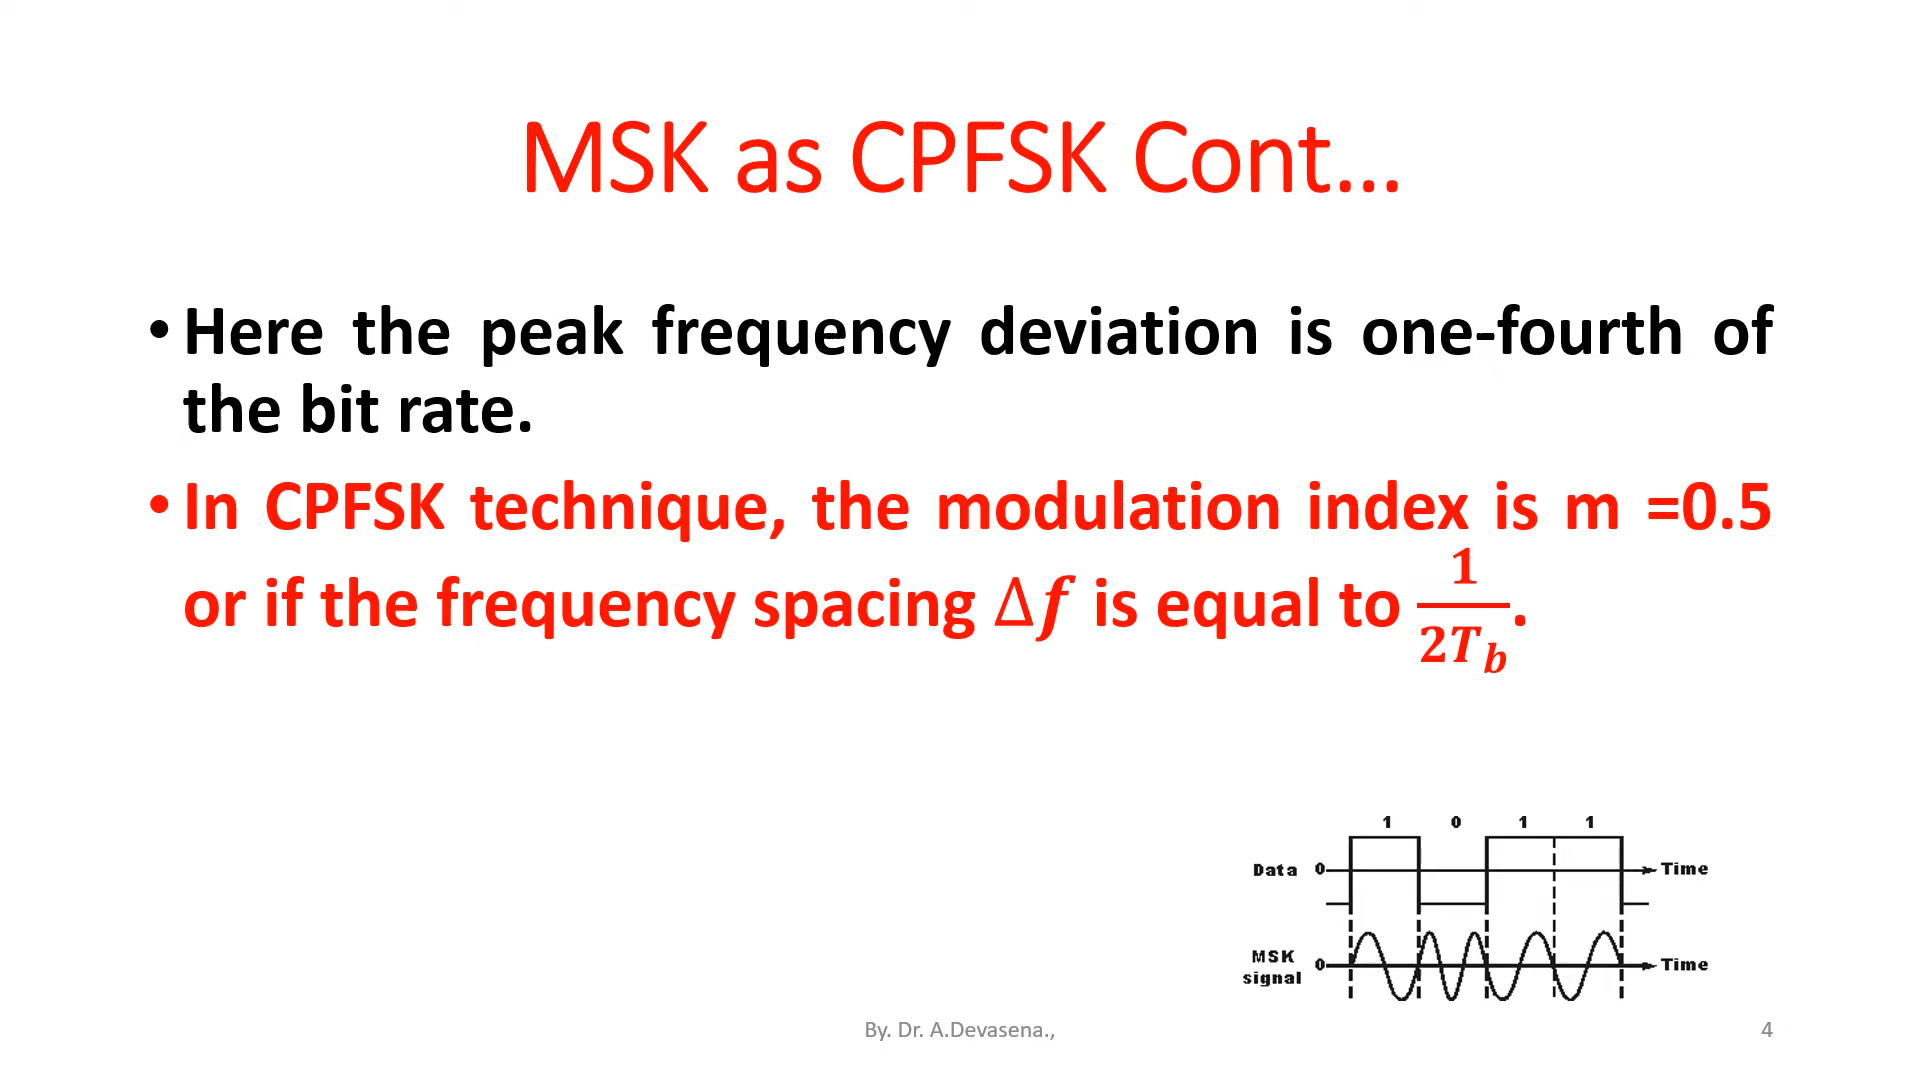 MSK as CPFSK Cont...
• Here the peak frequency deviation is one-fourth of
the bit rate.
• In CPFSK technique, the modulation index is m =0.5
or if the frequency spacing Δf is equal to 1/2T_b.
1 0 1 1
Data 0 Time
MSK signal 0 Time
By. Dr. A.Devasena., 4